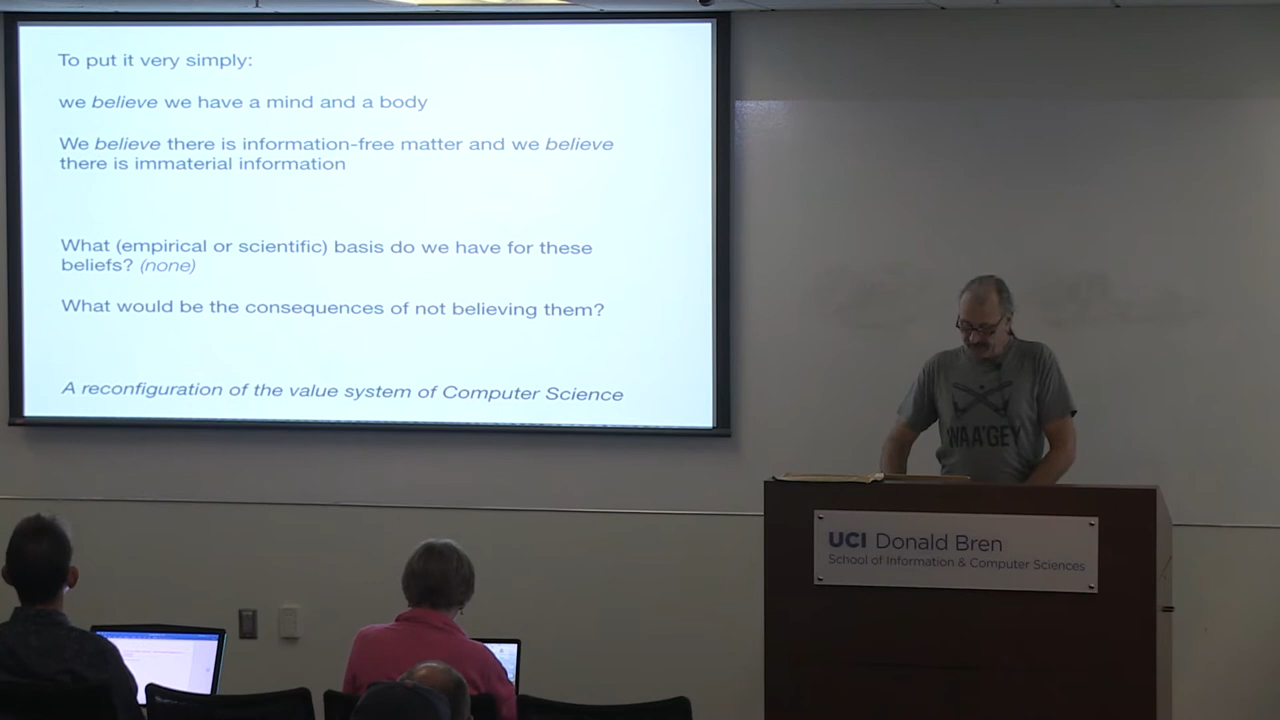 To put it very simply:
we believe we have a mind and a body
We believe there is information-free matter and we believe
there is immaterial information
What (empirical or scientific) basis do we have for these
beliefs? (none)
What would be the consequences of not believing them?
A reconfiguration of the value system of Computer Science
WAA'GEY
UCI Donald Bren
School of Information & Computer Sciences